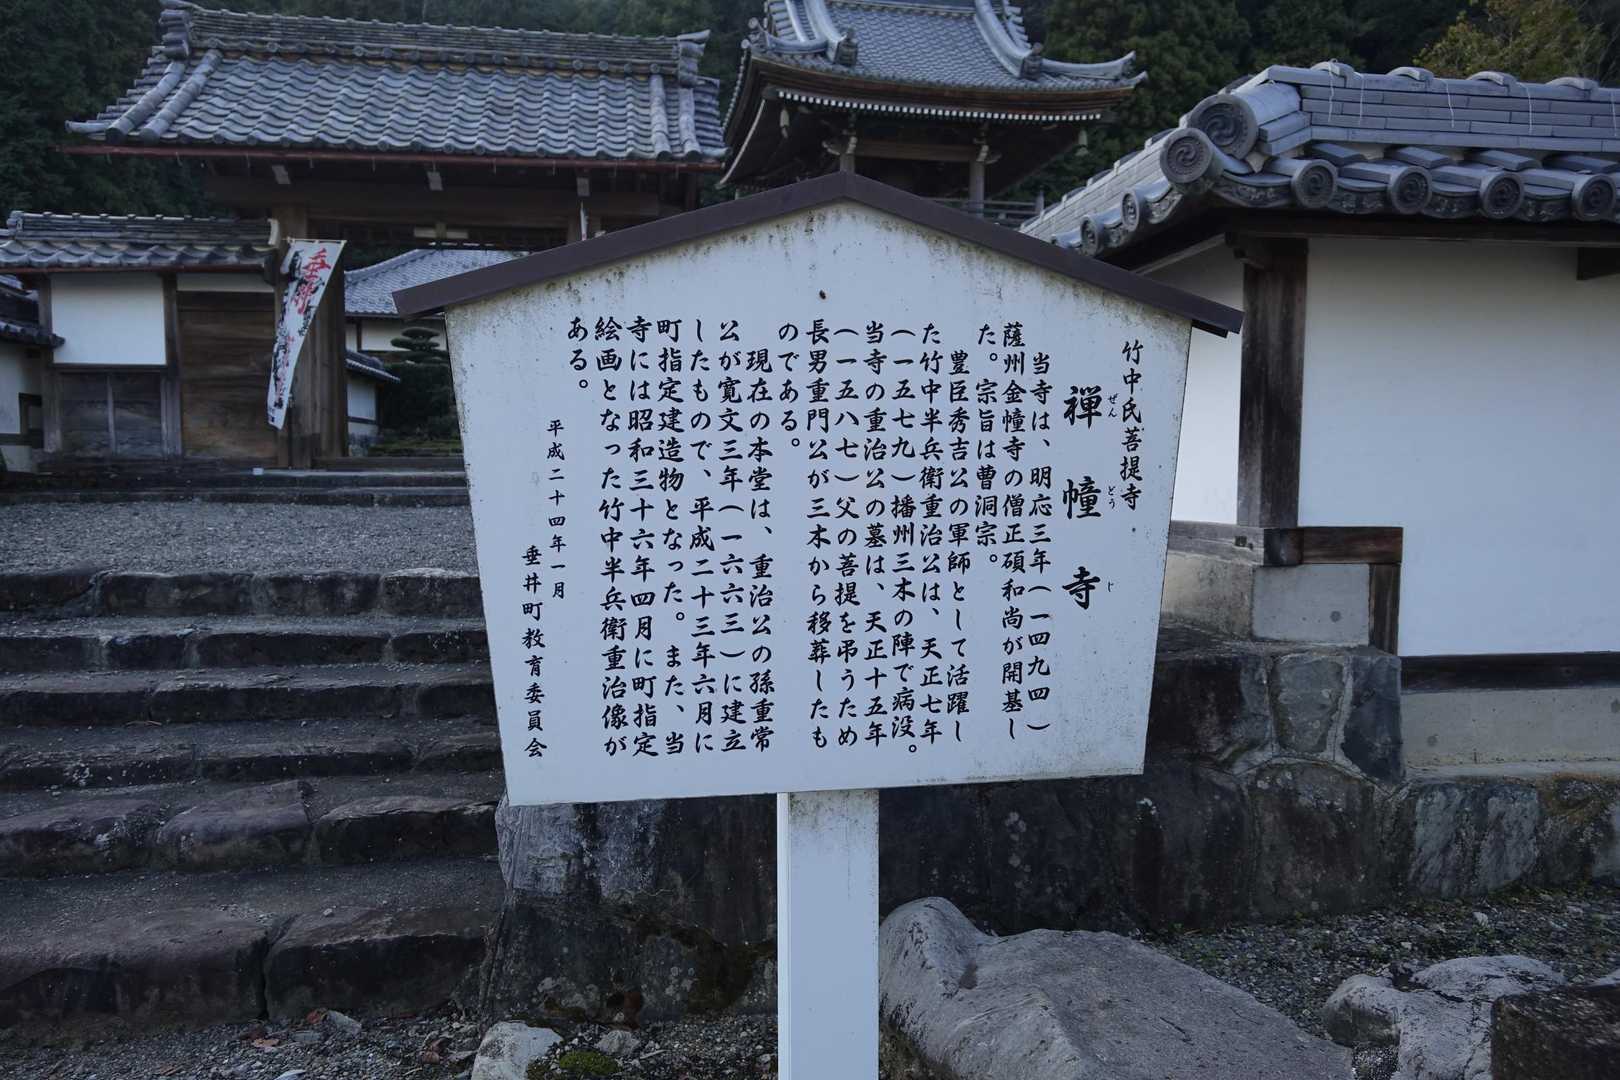 竹中氏菩提寺
禅幢寺
ぜんどうじ
当寺は、明応三年(一四九四)
薩州金幢寺の僧正碩和尚が開基し
た。宗旨は曹洞宗。
豊臣秀吉公の軍師として活躍し
た竹中半兵衛重治公は、天正七年
(一五七九)播州三木の陣で病没。
当寺の重治公の墓は、天正十五年
(一五八七)父の菩提を弔うため
長男重門公が三木から移葬したも
のである。
現在の本堂は、重治公の孫重常
公が寛文三年(一六六三)に建立
したもので、平成二十三年六月に
町指定建造物となった。また、当
寺には昭和三十六年四月に町指定
絵画となった竹中半兵衛重治像が
ある。
平成二十四年一月
垂井町教育委員会